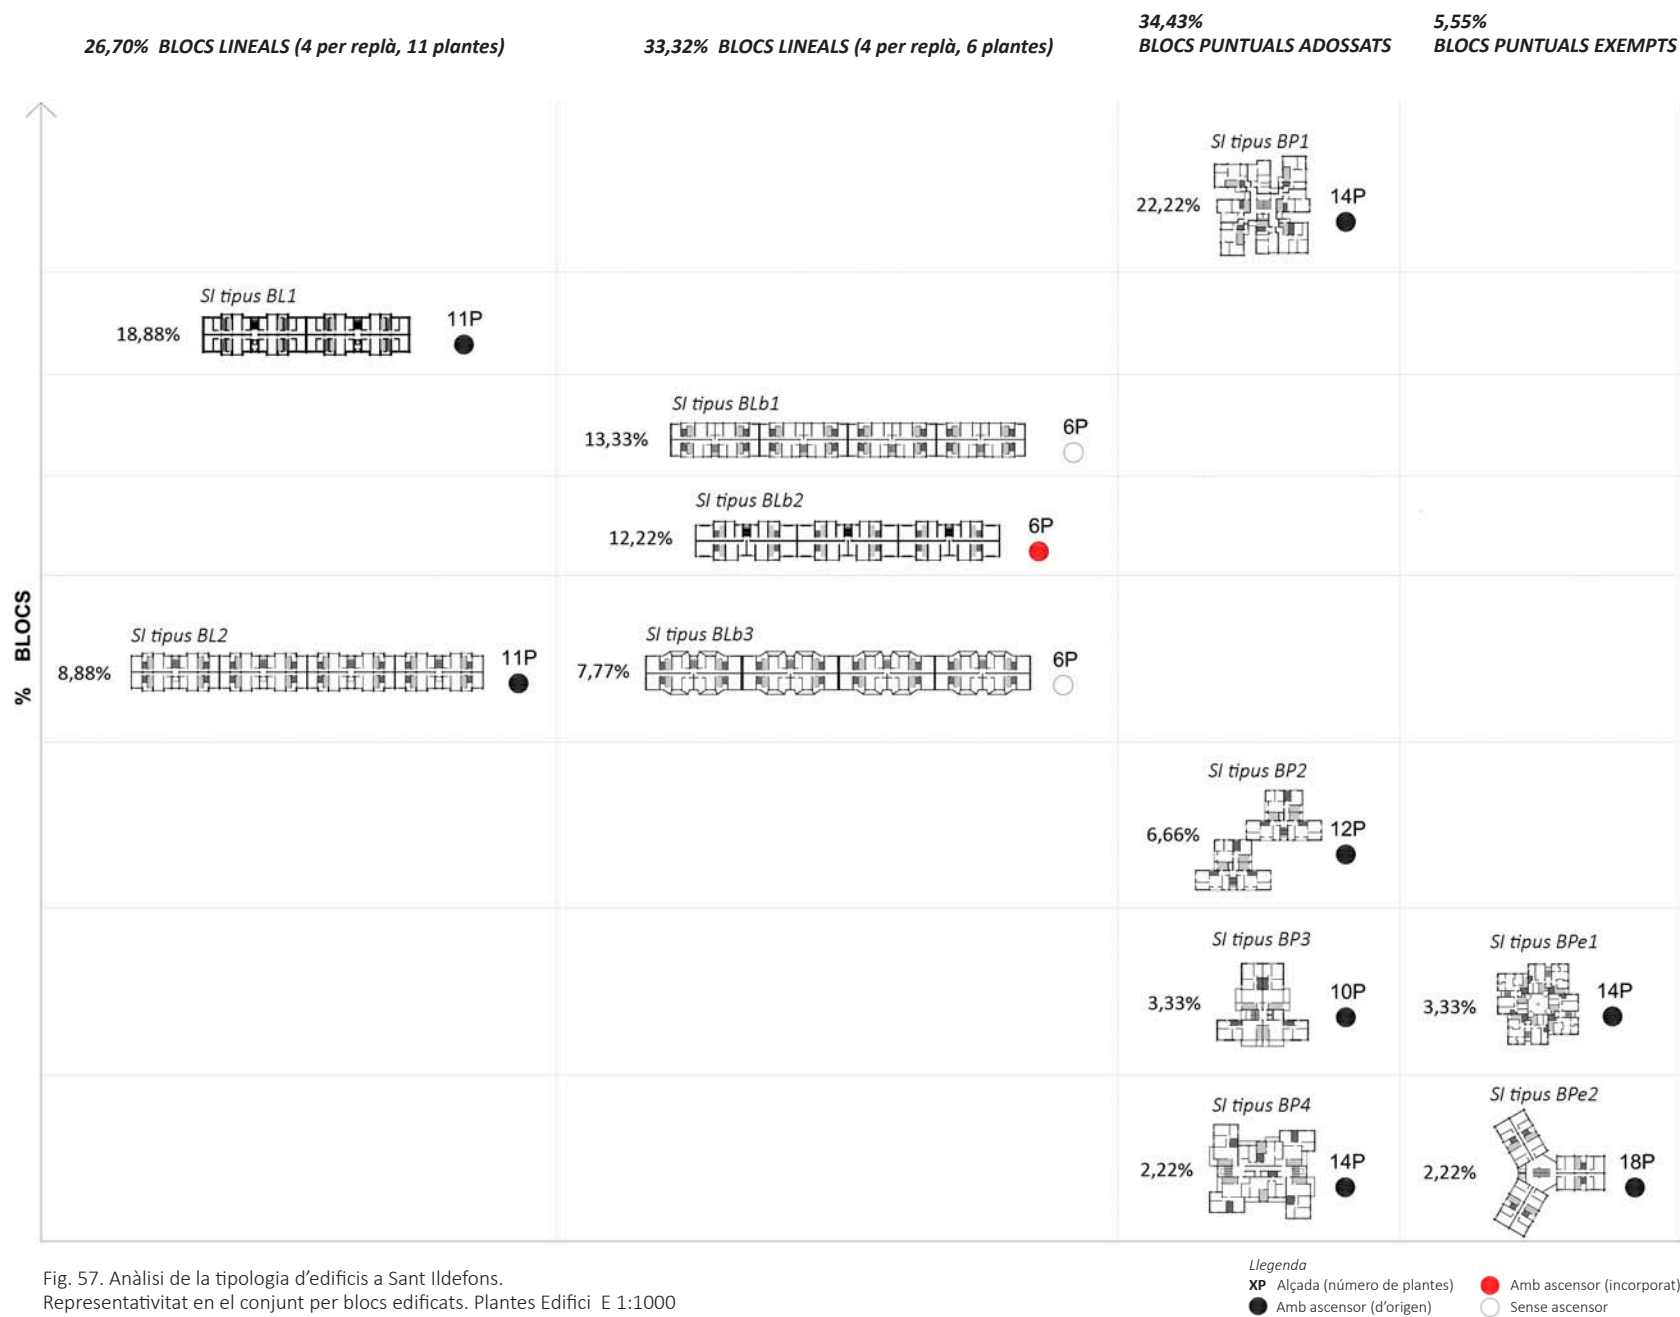 26,70% BLOCS LINEALS (4 per replà, 11 plantes)
33,32% BLOCS LINEALS (4 per replà, 6 plantes)
34,43%
BLOCS PUNTUALS ADOSSATS
5,55%
BLOCS PUNTUALS EXEMPTS
SI tipus BP1
22,22%
14P
SI tipus BL1
18,88%
11P
SI tipus BLb1
13,33%
6P
SI tipus BLb2
12,22%
6P
% BLOCS
SI tipus BL2
8,88%
11P
SI tipus BLb3
7,77%
6P
SI tipus BP2
6,66%
12P
SI tipus BP3
3,33%
10P
SI tipus BPe1
3,33%
14P
SI tipus BP4
2,22%
14P
SI tipus BPe2
2,22%
18P
Fig. 57. Anàlisi de la tipologia d'edificis a Sant Ildefons.
Representativitat en el conjunt per blocs edificats. Plantes Edifici E 1:1000
Llegenda
XP Alçada (número de plantes)
Amb ascensor (incorporat)
Amb ascensor (d'origen)
Sense ascensor